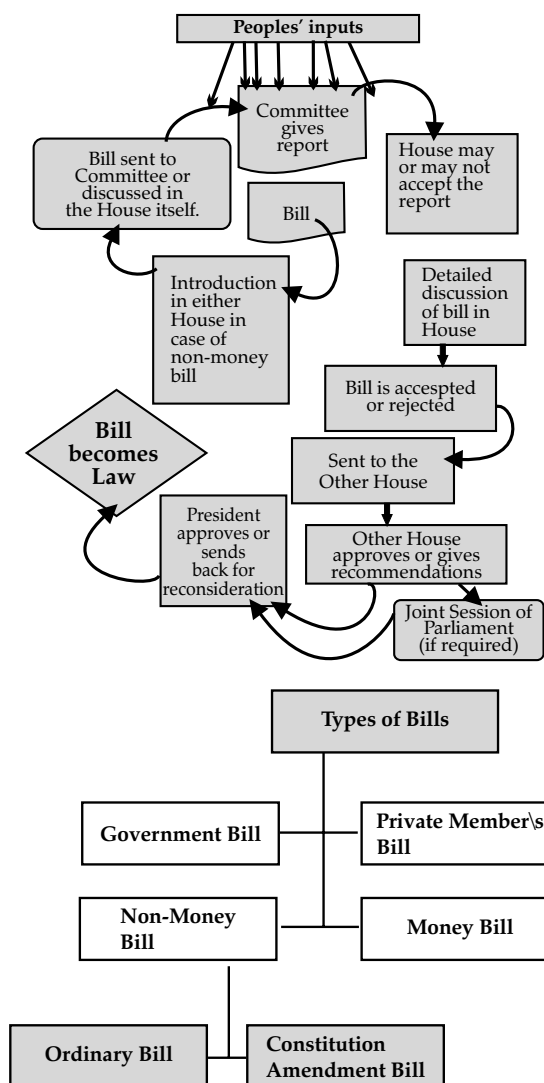 Peoples’ inputs
Committee
gives
report
Bill sent to
Committee or
discussed in
the House itself.
House may
or may not
accept the
report
Bill
Introduction
in either
House in
case of
non-money
bill
Detailed
discussion
of bill in
House
Bill is accespted
or rejected
Bill
becomes
Law
Sent to the
Other House
President
approves or
sends
back for
reconsideration
Other House
approves or gives
recommendations
Joint Session of
Parliament
(if required)
Types of Bills
Government Bill
Private Member\s
Bill
Non-Money
Bill
Money Bill
Ordinary Bill
Constitution
Amendment Bill